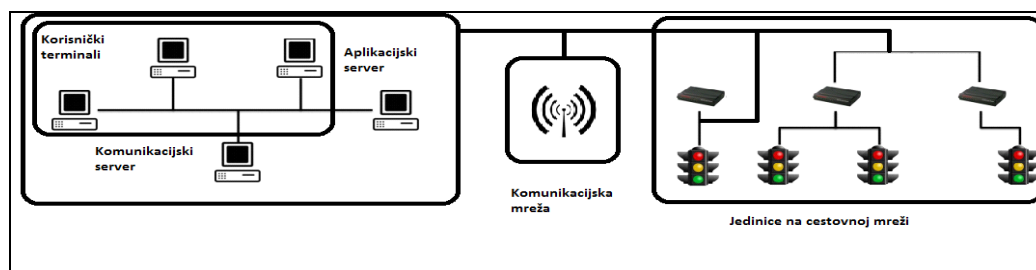 Korisnički
terminali
Aplikacijski
server
Komunikacijski
server
Komunikacijska
mreža
Jedinice na cestovnoj mreži